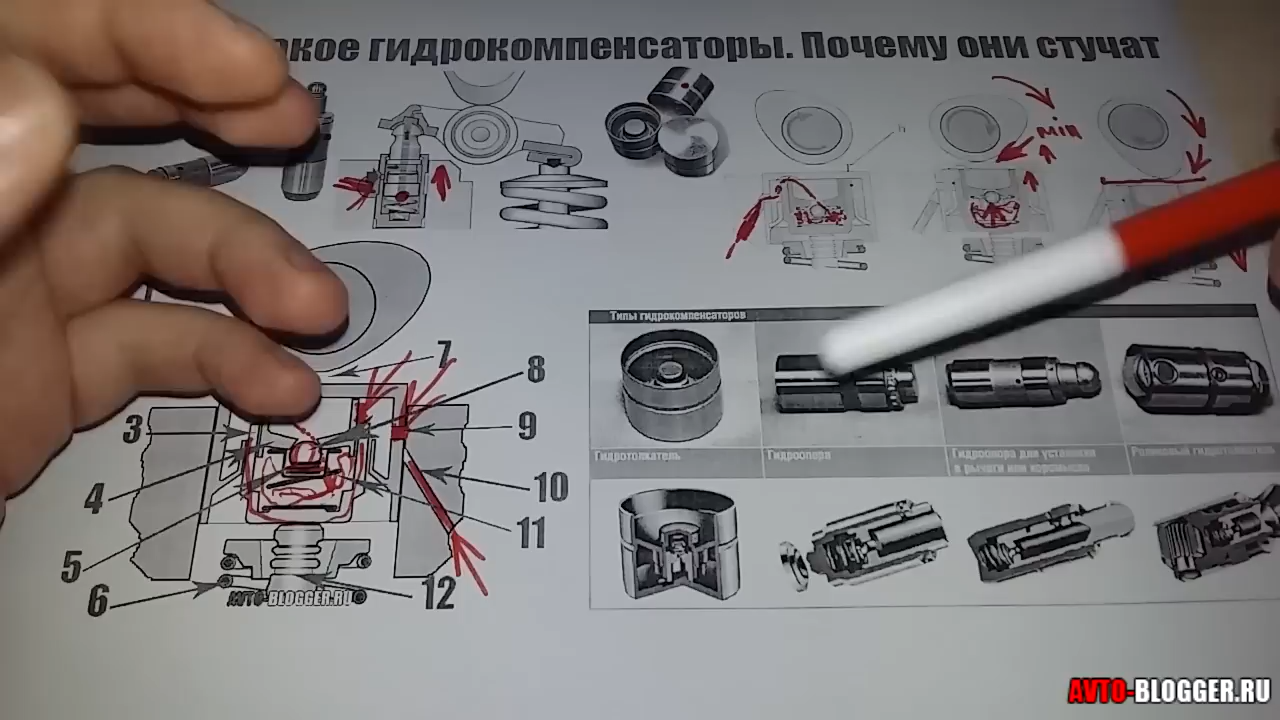 кое гидрокомпенсаторы. Почему они стучат
min
Типы гидрокомпенсаторов
7
8
3
9
4
10
5
11
6
12
Гидротолкатель
Гидроопора
Гидроопора для установки
в рычаги или коромысла
Роликовый гидротолкатель
AVTO-BLOGGER.RU
AVTO-BLOGGER.RU